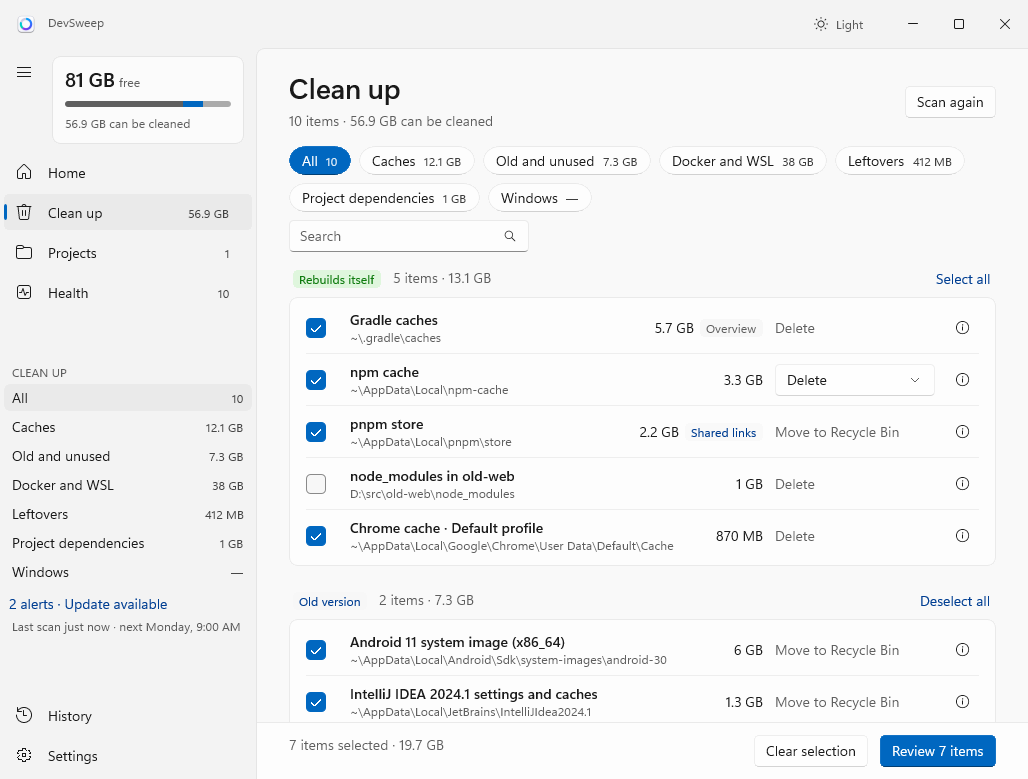 DevSweep
Light
81 GB free
56.9 GB can be cleaned
Home
Clean up 56.9 GB
Projects 1
Health 10
CLEAN UP
All 10
Caches 12.1 GB
Old and unused 7.3 GB
Docker and WSL 38 GB
Leftovers 412 MB
Project dependencies 1 GB
Windows —
2 alerts · Update available
Last scan just now · next Monday, 9:00 AM
History
Settings
Clean up
10 items · 56.9 GB can be cleaned
Scan again
All 10 Caches 12.1 GB Old and unused 7.3 GB Docker and WSL 38 GB Leftovers 412 MB
Project dependencies 1 GB Windows —
Search
Rebuilds itself 5 items · 13.1 GB Select all
Gradle caches
~\.gradle\caches
5.7 GB Overview Delete
npm cache
~\AppData\Local\npm-cache
3.3 GB Delete
pnpm store
~\AppData\Local\pnpm\store
2.2 GB Shared links Move to Recycle Bin
node_modules in old-web
D:\src\old-web\node_modules
1 GB Delete
Chrome cache · Default profile
~\AppData\Local\Google\Chrome\User Data\Default\Cache
870 MB Delete
Old version 2 items · 7.3 GB Deselect all
Android 11 system image (x86_64)
~\AppData\Local\Android\Sdk\system-images\android-30
6 GB Move to Recycle Bin
IntelliJ IDEA 2024.1 settings and caches
~\AppData\Local\JetBrains\IntelliJIdea2024.1
1.3 GB Move to Recycle Bin
7 items selected · 19.7 GB
Clear selection
Review 7 items